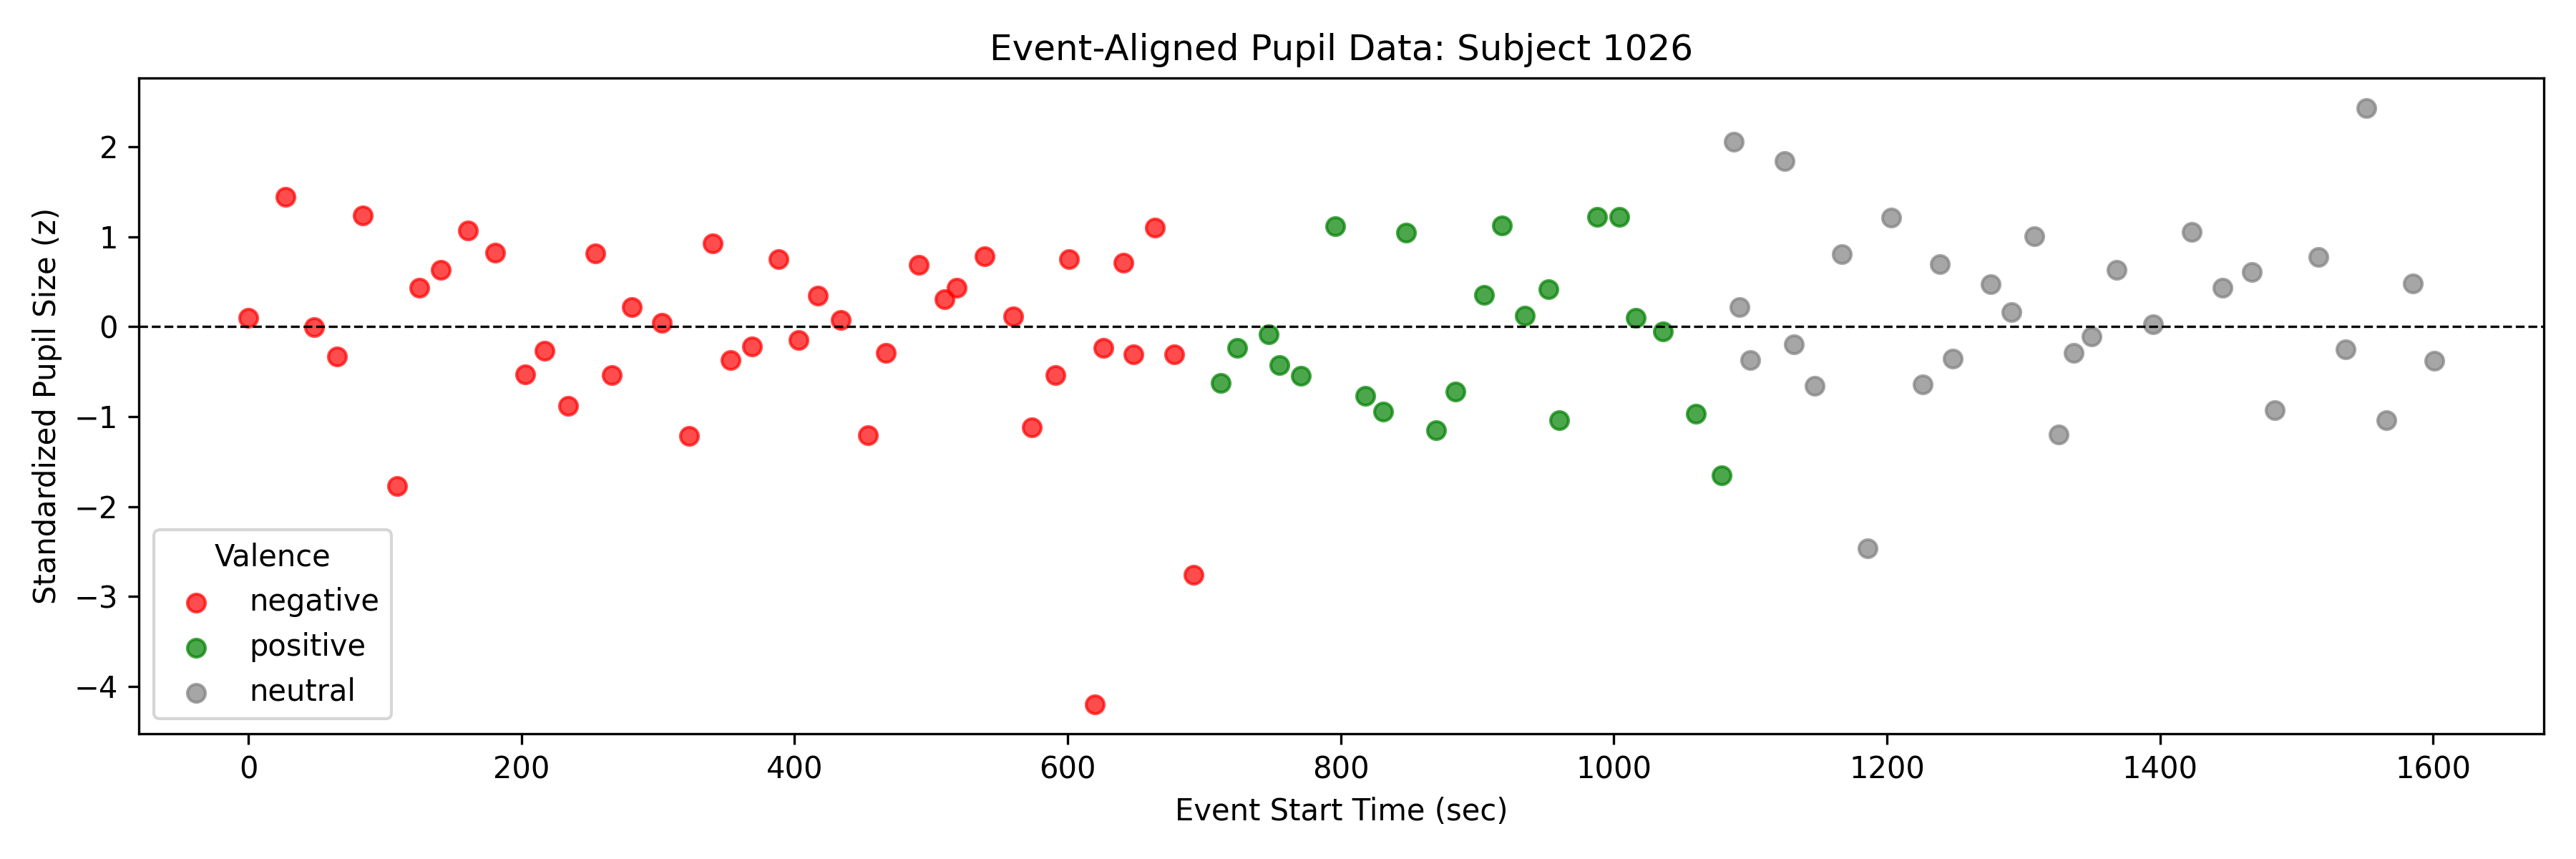 Event-Aligned Pupil Data: Subject 1026
Standardized Pupil Size (z)
2
1
0
−1
−2
−3
−4
Valence
negative
positive
neutral
0 200 400 600 800 1000 1200 1400 1600
Event Start Time (sec)